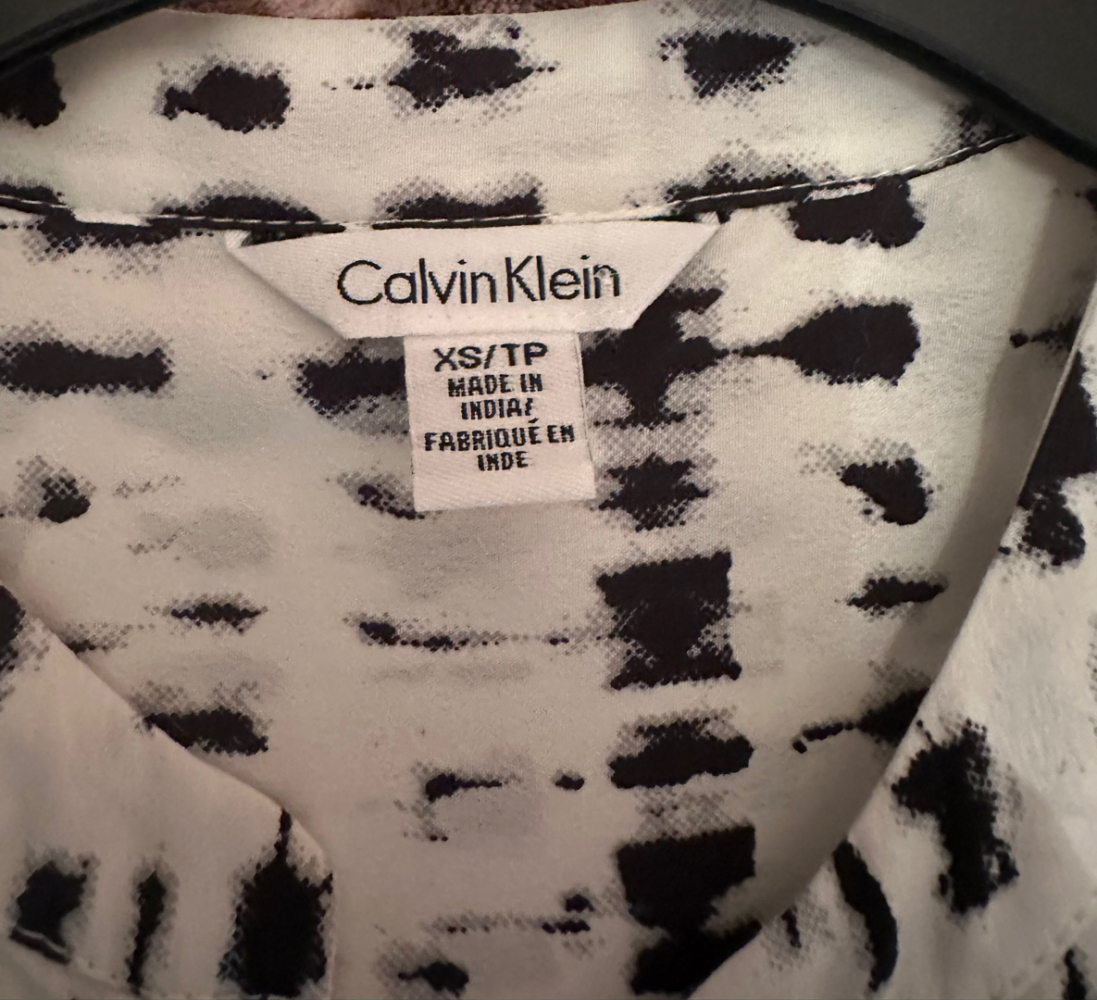 Calvin Klein
XS/TP
MADE IN
INDIA/
FABRIQUÉ EN
INDE